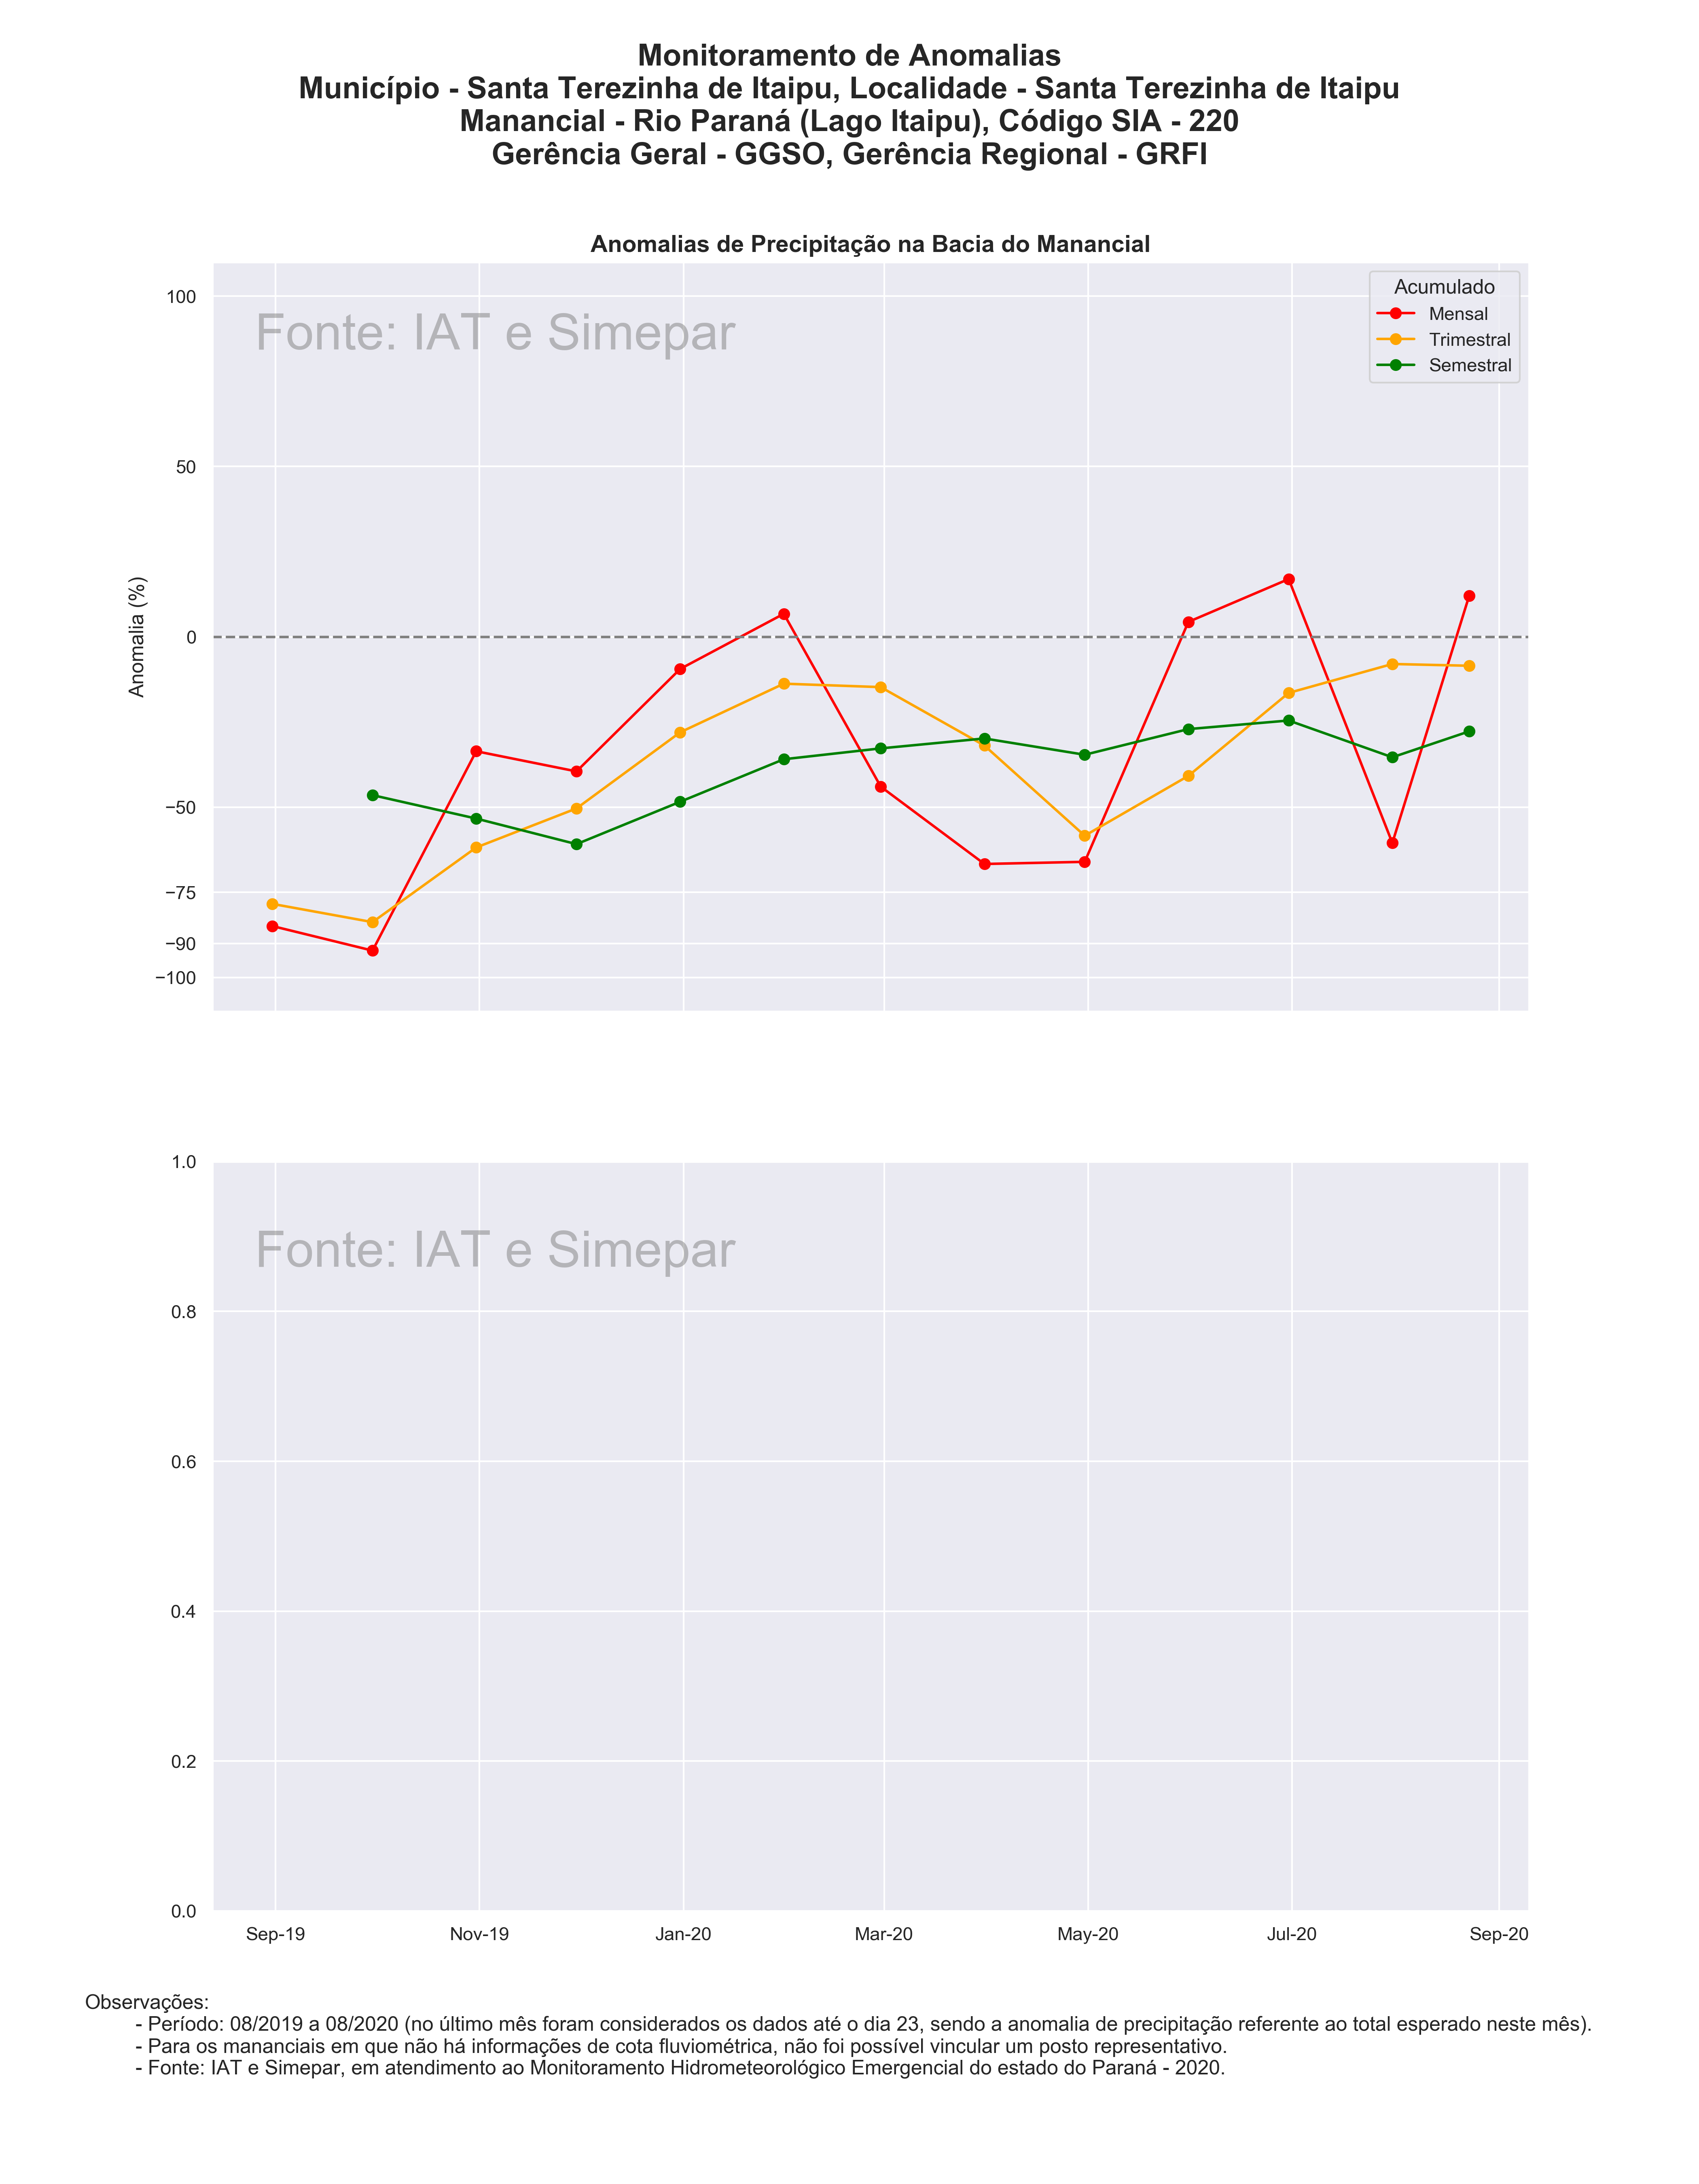 Monitoramento de Anomalias
Município - Santa Terezinha de Itaipu, Localidade - Santa Terezinha de Itaipu
Manancial - Rio Paraná (Lago Itaipu), Código SIA - 220
Gerência Geral - GGSO, Gerência Regional - GRFI
Anomalias de Precipitação na Bacia do Manancial
Fonte: IAT e Simepar
Acumulado
Mensal
Trimestral
Semestral
Anomalia (%)
100
50
0
−50
−75
−90
−100
Fonte: IAT e Simepar
1.0
0.8
0.6
0.4
0.2
0.0
Sep-19 Nov-19 Jan-20 Mar-20 May-20 Jul-20 Sep-20
Observações:
- Período: 08/2019 a 08/2020 (no último mês foram considerados os dados até o dia 23, sendo a anomalia de precipitação referente ao total esperado neste mês).
- Para os mananciais em que não há informações de cota fluviométrica, não foi possível vincular um posto representativo.
- Fonte: IAT e Simepar, em atendimento ao Monitoramento Hidrometeorológico Emergencial do estado do Paraná - 2020.